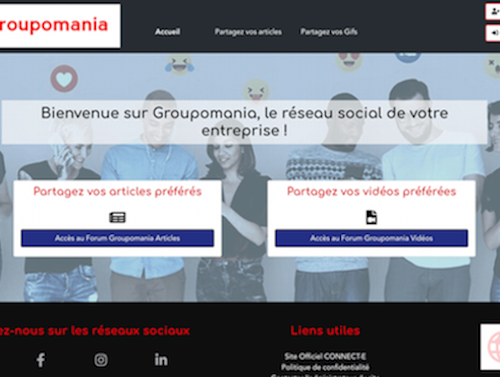 roupomania
Accueil
Partagez vos articles
Partagez vos Gifs
Bienvenue sur Groupomania, le réseau social de votre
entreprise !
Partagez vos articles préférés
Accès au Forum Groupomania Articles
Partagez vos vidéos préférées
Accès au Forum Groupomania Vidéos
ez-nous sur les réseaux sociaux
Liens utiles
Site Officiel CONNECT-E
Politique de confidentialité